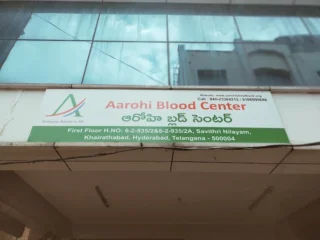 Aarohi Blood Center
ఆరోహి బ్లడ్ సెంటర్
First Floor H.NO: 6-2-935/2&6-2-935/2A, Savithri Nilayam,
Khairathabad, Hyderabad, Telangana - 500004